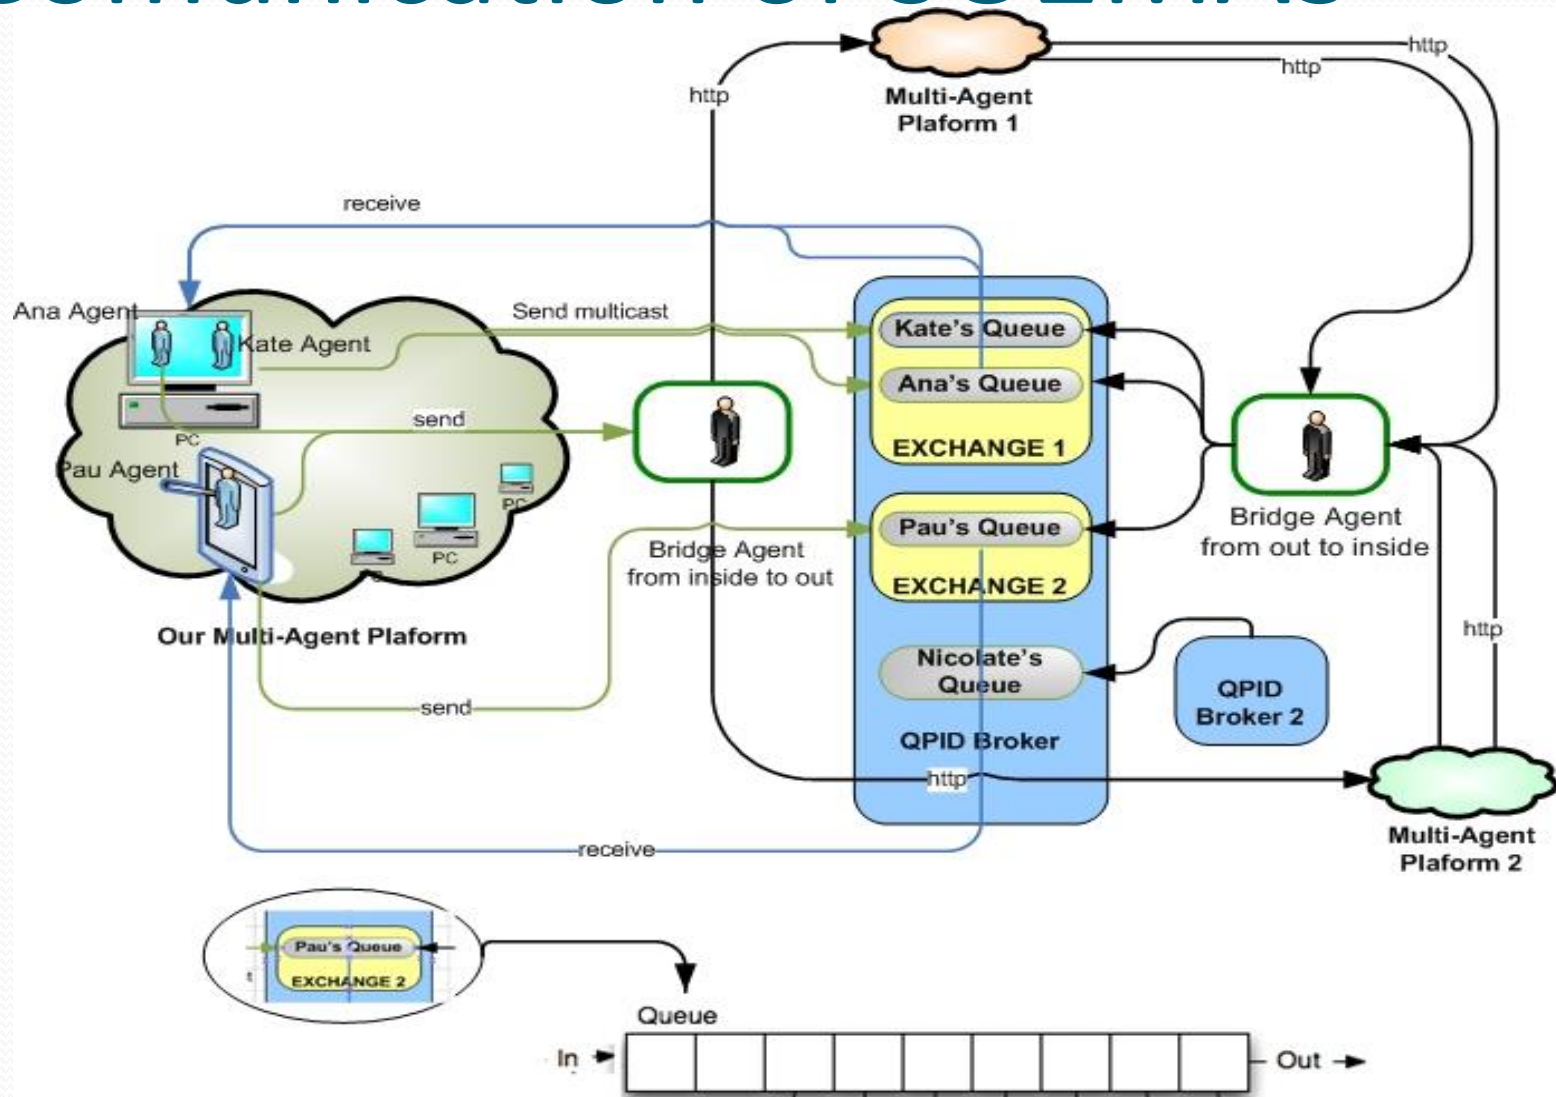 http
http
http
Multi-Agent
Plaform 1
receive
Ana Agent
Kate Agent
Send multicast
Kate's Queue
Ana's Queue
EXCHANGE 1
send
PC
Pau Agent
PC
PC
Pau's Queue
EXCHANGE 2
Bridge Agent
from inside to out
Bridge Agent
from out to inside
Our Multi-Agent Plaform
http
Nicolate's
Queue
QPID
Broker 2
send
QPID Broker
http
Multi-Agent
Plaform 2
receive
Pau's Queue
EXCHANGE 2
Queue
In
Out